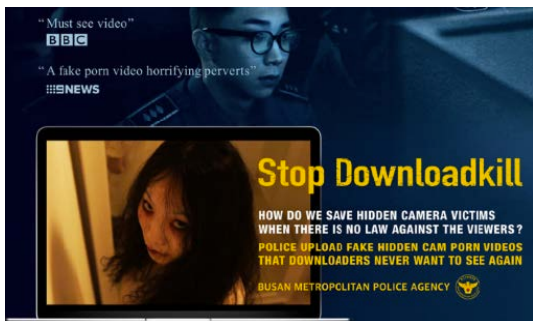 “Must see video”
BBC
“A fake porn video horrifying perverts”
9NEWS
Stop Downloadkill
HOW DO WE SAVE HIDDEN CAMERA VICTIMS
WHEN THERE IS NO LAW AGAINST THE VIEWERS?
POLICE UPLOAD FAKE HIDDEN CAM PORN VIDEOS
THAT DOWNLOADERS NEVER WANT TO SEE AGAIN
BUSAN METROPOLITAN POLICE AGENCY